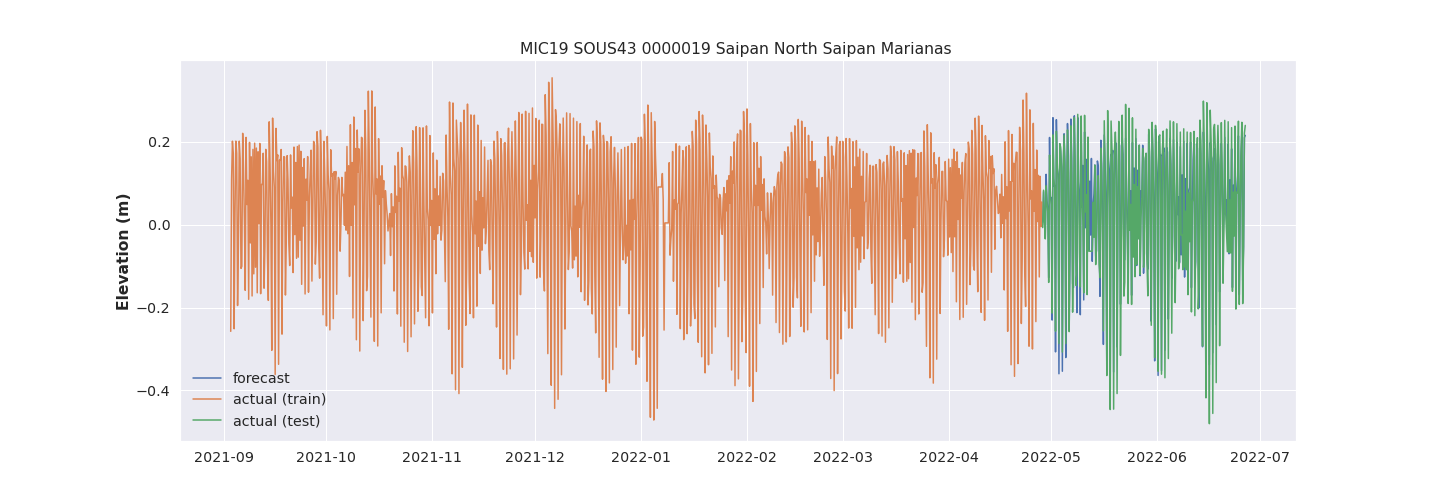 MIC19 SOUS43 0000019 Saipan North Saipan Marianas
Elevation (m)
0.2
0.0
−0.2
−0.4
forecast
actual (train)
actual (test)
2021-09 2021-10 2021-11 2021-12 2022-01 2022-02 2022-03 2022-04 2022-05 2022-06 2022-07